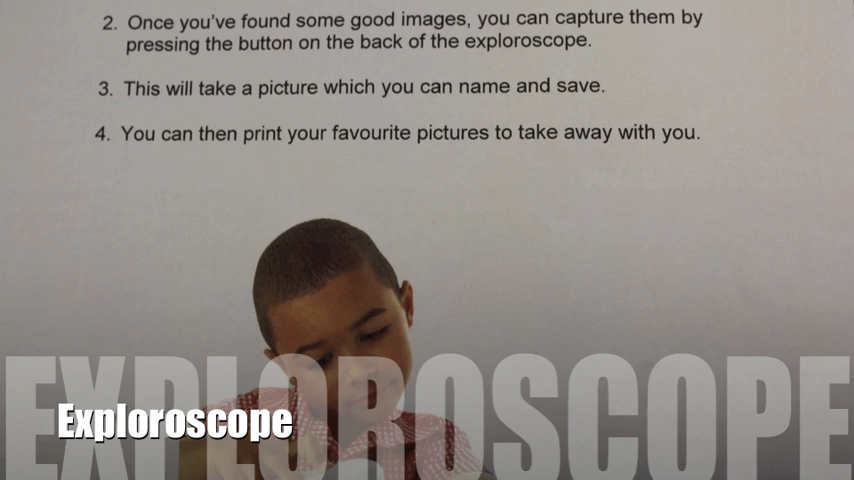 2. Once you've found some good images, you can capture them by
pressing the button on the back of the exploroscope.
3. This will take a picture which you can name and save.
4. You can then print your favourite pictures to take away with you.
EXPLOROSCOPE
Exploroscope